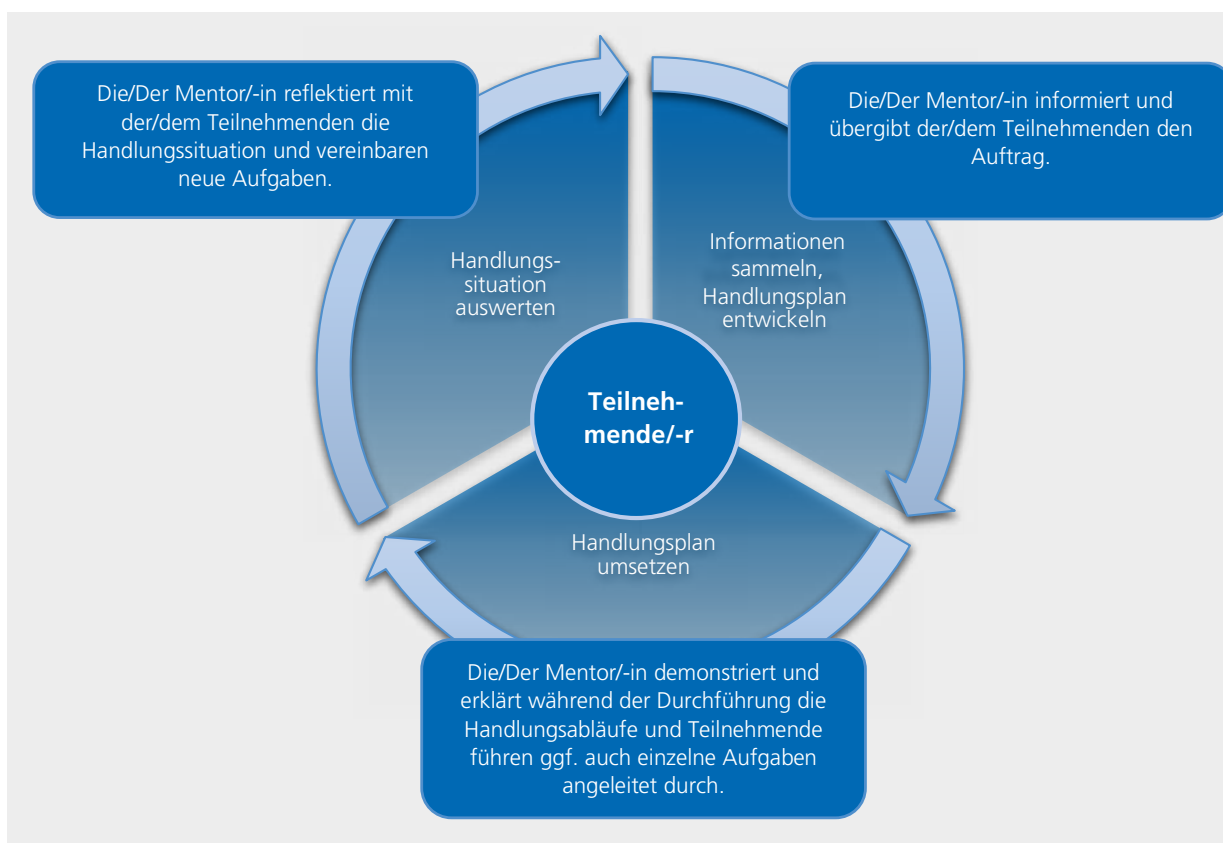 Die/Der Mentor/-in reflektiert mit
der/dem Teilnehmenden die
Handlungssituation und vereinbaren
neue Aufgaben.
Die/Der Mentor/-in informiert und
übergibt der/dem Teilnehmenden den
Auftrag.
Handlungs-
situation
auswerten
Informationen
sammeln,
Handlungsplan
entwickeln
Teilneh-
mende/-r
Handlungsplan
umsetzen
Die/Der Mentor/-in demonstriert und
erklärt während der Durchführung die
Handlungsabläufe und Teilnehmende
führen ggf. auch einzelne Aufgaben
angeleitet durch.